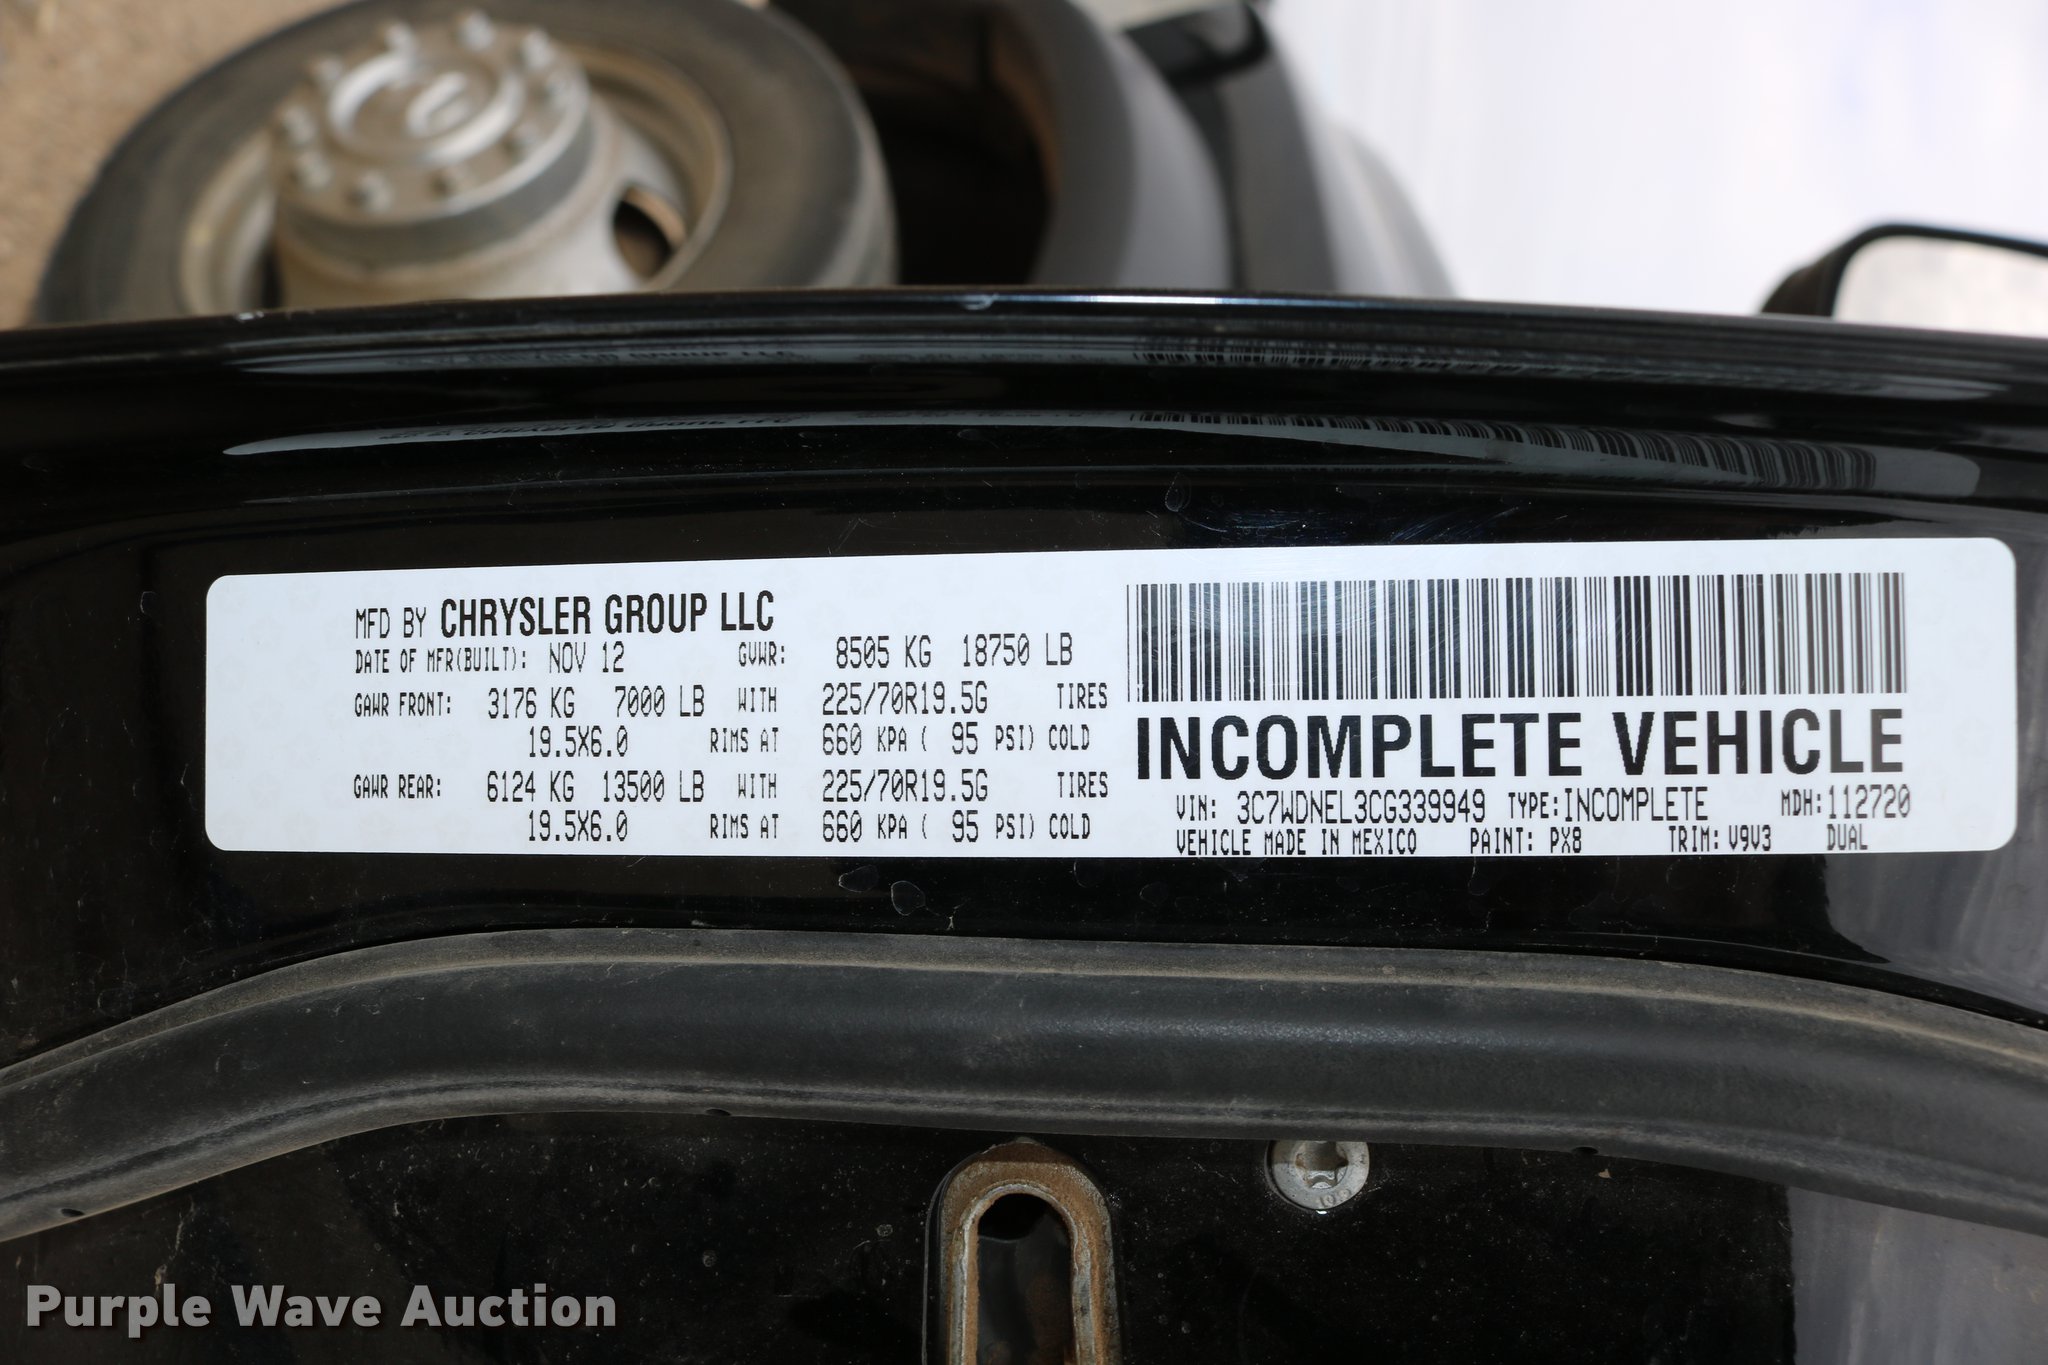 MFD BY CHRYSLER GROUP LLC
DATE OF MFR(BUILT): NOV 12 GVWR: 8505 KG 18750 LB
GAWR FRONT: 3176 KG 7000 LB WITH 225/70R19.5G TIRES
19.5X6.0 RIMS AT 660 KPA ( 95 PSI) COLD
GAWR REAR: 6124 KG 13500 LB WITH 225/70R19.5G TIRES
19.5X6.0 RIMS AT 660 KPA ( 95 PSI) COLD
INCOMPLETE VEHICLE
VIN: 3C7WDNEL3CG339949 TYPE:INCOMPLETE MDH:112720
VEHICLE MADE IN MEXICO PAINT: PX8 TRIM: V9V3 DUAL
Purple Wave Auction